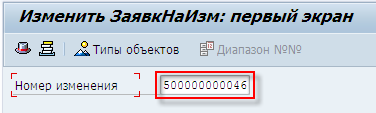 Изменить ЗаявкНаИзм: первый экран
Типы объектов Диапазон №№
Номер изменения 500000000046